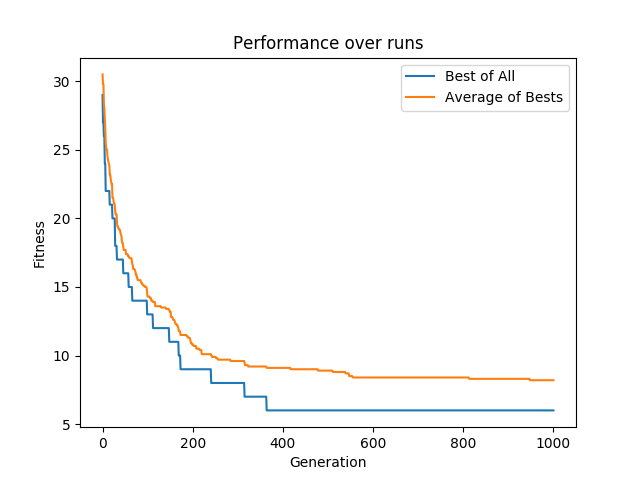 Performance over runs
Best of All
Average of Bests
Fitness
30
25
20
15
10
5
0 200 400 600 800 1000
Generation